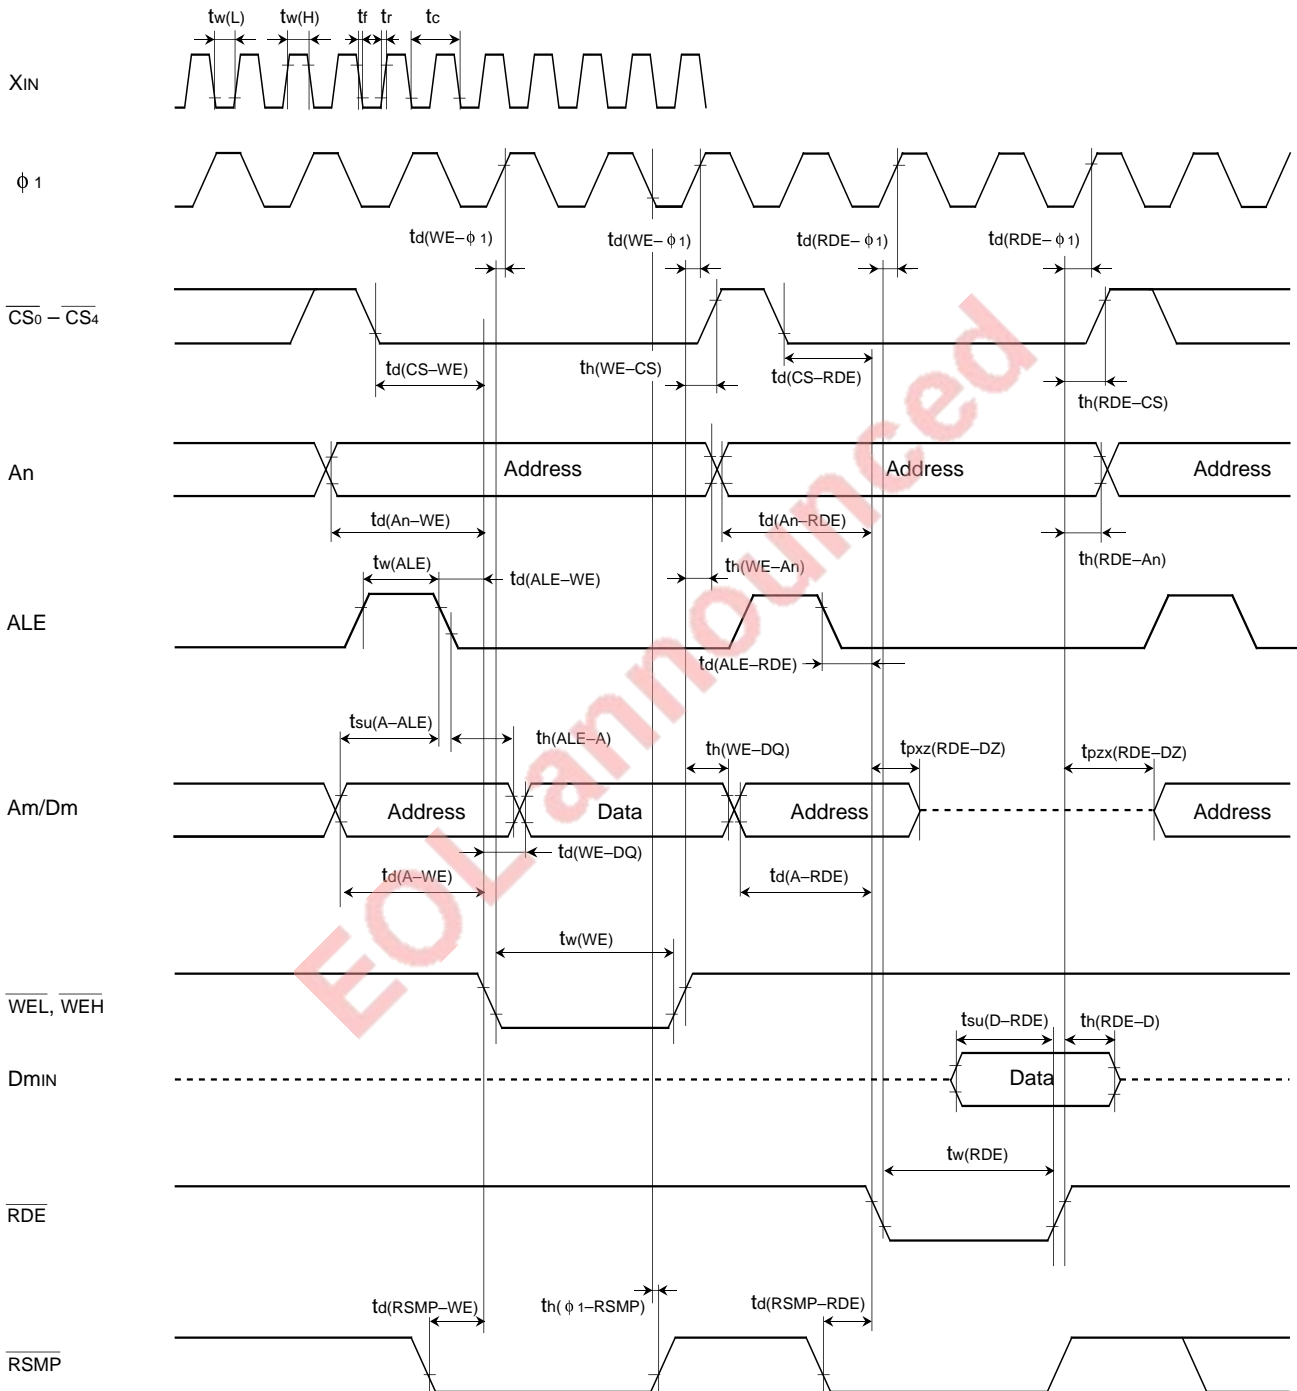 tw(L) tw(H) tf tr tc
XIN
ϕ 1
td(WE–ϕ 1) td(WE–ϕ 1) td(RDE–ϕ 1) td(RDE–ϕ 1)
CS0 – CS4
td(CS–WE) th(WE–CS) td(CS–RDE) th(RDE–CS)
An Address Address Address
td(An–WE) td(An–RDE)
tw(ALE) td(ALE–WE) th(WE–An) th(RDE–An)
ALE
td(ALE–RDE)
tsu(A–ALE) th(ALE–A) th(WE–DQ) tpxz(RDE–DZ) tpzx(RDE–DZ)
Am/Dm Address Data Address Address
td(WE–DQ)
td(A–WE) td(A–RDE)
tw(WE)
WEL, WEH
tsu(D–RDE) th(RDE–D)
DmIN Data
tw(RDE)
RDE
td(RSMP–WE) th(ϕ 1–RSMP) td(RSMP–RDE)
RSMP
EOL announced